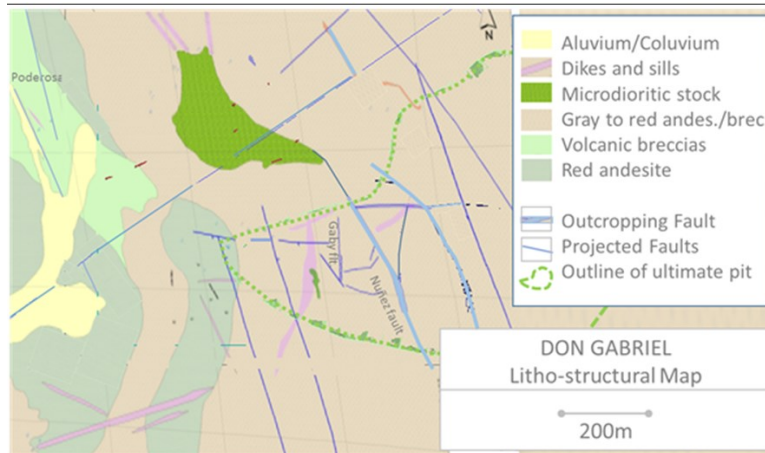 N
Poderosa
Gaby flt
Nuñez fault
Aluvium/Coluvium
Dikes and sills
Microdioritic stock
Gray to red andes./brec
Volcanic breccias
Red andesite
Outcropping Fault
Projected Faults
Outline of ultimate pit
DON GABRIEL
Litho-structural Map
200m